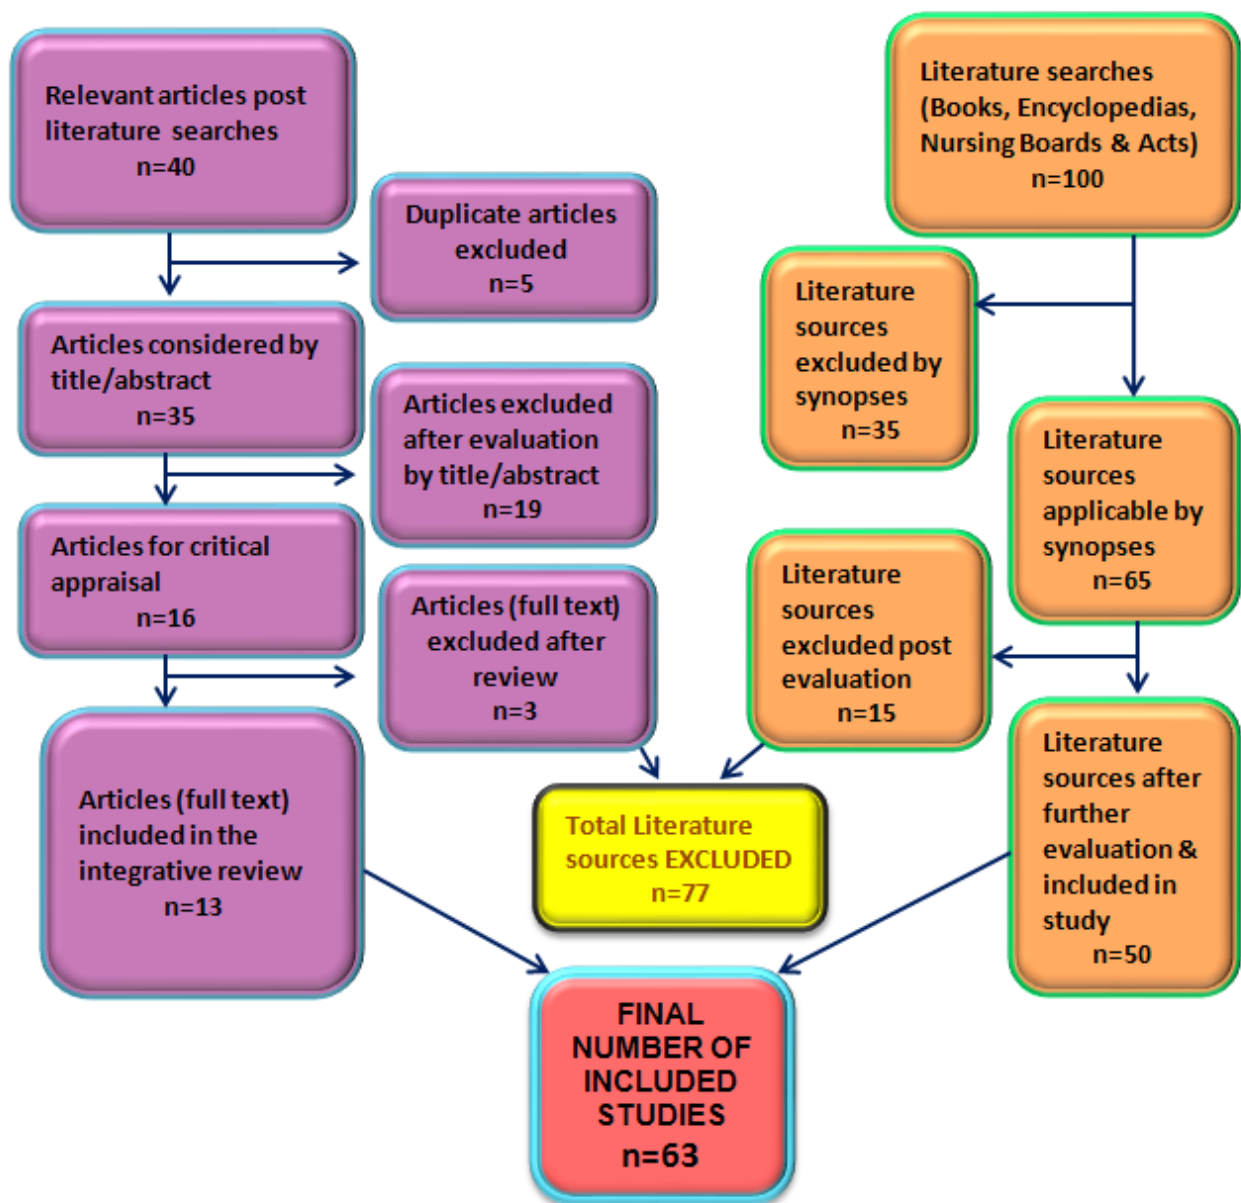 Relevant articles post
literature searches
n=40
Duplicate articles
excluded
n=5
Articles considered by
title/abstract
n=35
Articles excluded
after evaluation
by title/abstract
n=19
Articles for critical
appraisal
n=16
Articles (full text)
excluded after
review
n=3
Articles (full text)
included in the
integrative review
n=13
Literature searches
(Books, Encyclopedias,
Nursing Boards & Acts)
n=100
Literature
sources
excluded by
synopses
n=35
Literature
sources
applicable by
synopses
n=65
Literature
sources
excluded post
evaluation
n=15
Literature
sources after
further
evaluation &
included in
study
n=50
Total Literature
sources EXCLUDED
n=77
FINAL
NUMBER OF
INCLUDED
STUDIES
n=63